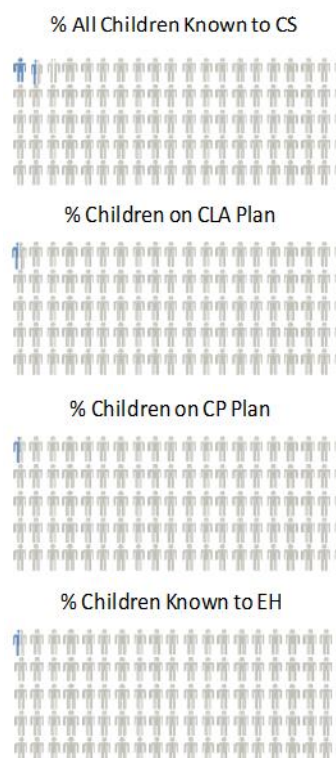 % All Children Known to CS
% Children on CLA Plan
% Children on CP Plan
% Children Known to EH